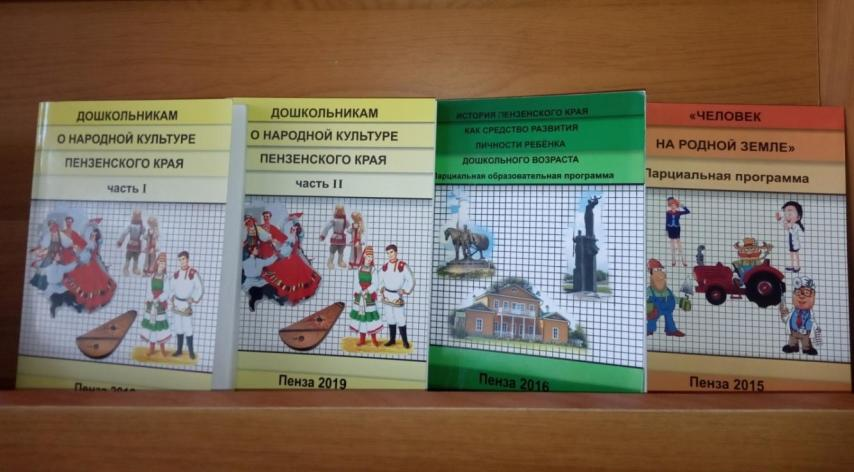 ДОШКОЛЬНИКАМ
О НАРОДНОЙ КУЛЬТУРЕ
ПЕНЗЕНСКОГО КРАЯ
часть I
Пенза
ДОШКОЛЬНИКАМ
О НАРОДНОЙ КУЛЬТУРЕ
ПЕНЗЕНСКОГО КРАЯ
часть II
Пенза 2019
ИСТОРИЯ ПЕНЗЕНСКОГО КРАЯ
КАК СРЕДСТВО РАЗВИТИЯ
ЛИЧНОСТИ РЕБЁНКА
ДОШКОЛЬНОГО ВОЗРАСТА
Парциальная образовательная программа
Пенза 2016
«ЧЕЛОВЕК
НА РОДНОЙ ЗЕМЛЕ»
Парциальная программа
Пенза 2015